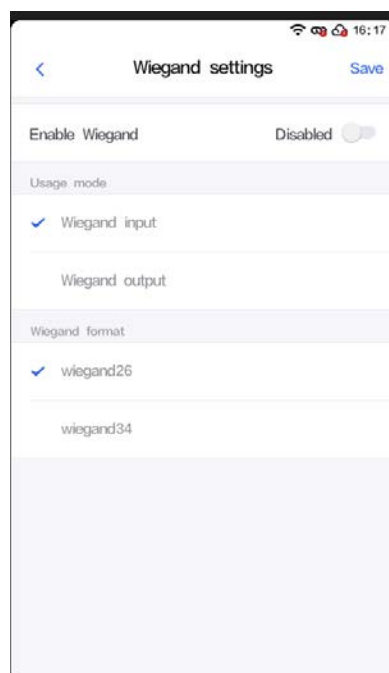 16:17
Wiegand settings Save
Enable Wiegand Disabled
Usage mode
Wiegand input
Wiegand output
Wiegand format
wiegand26
wiegand34